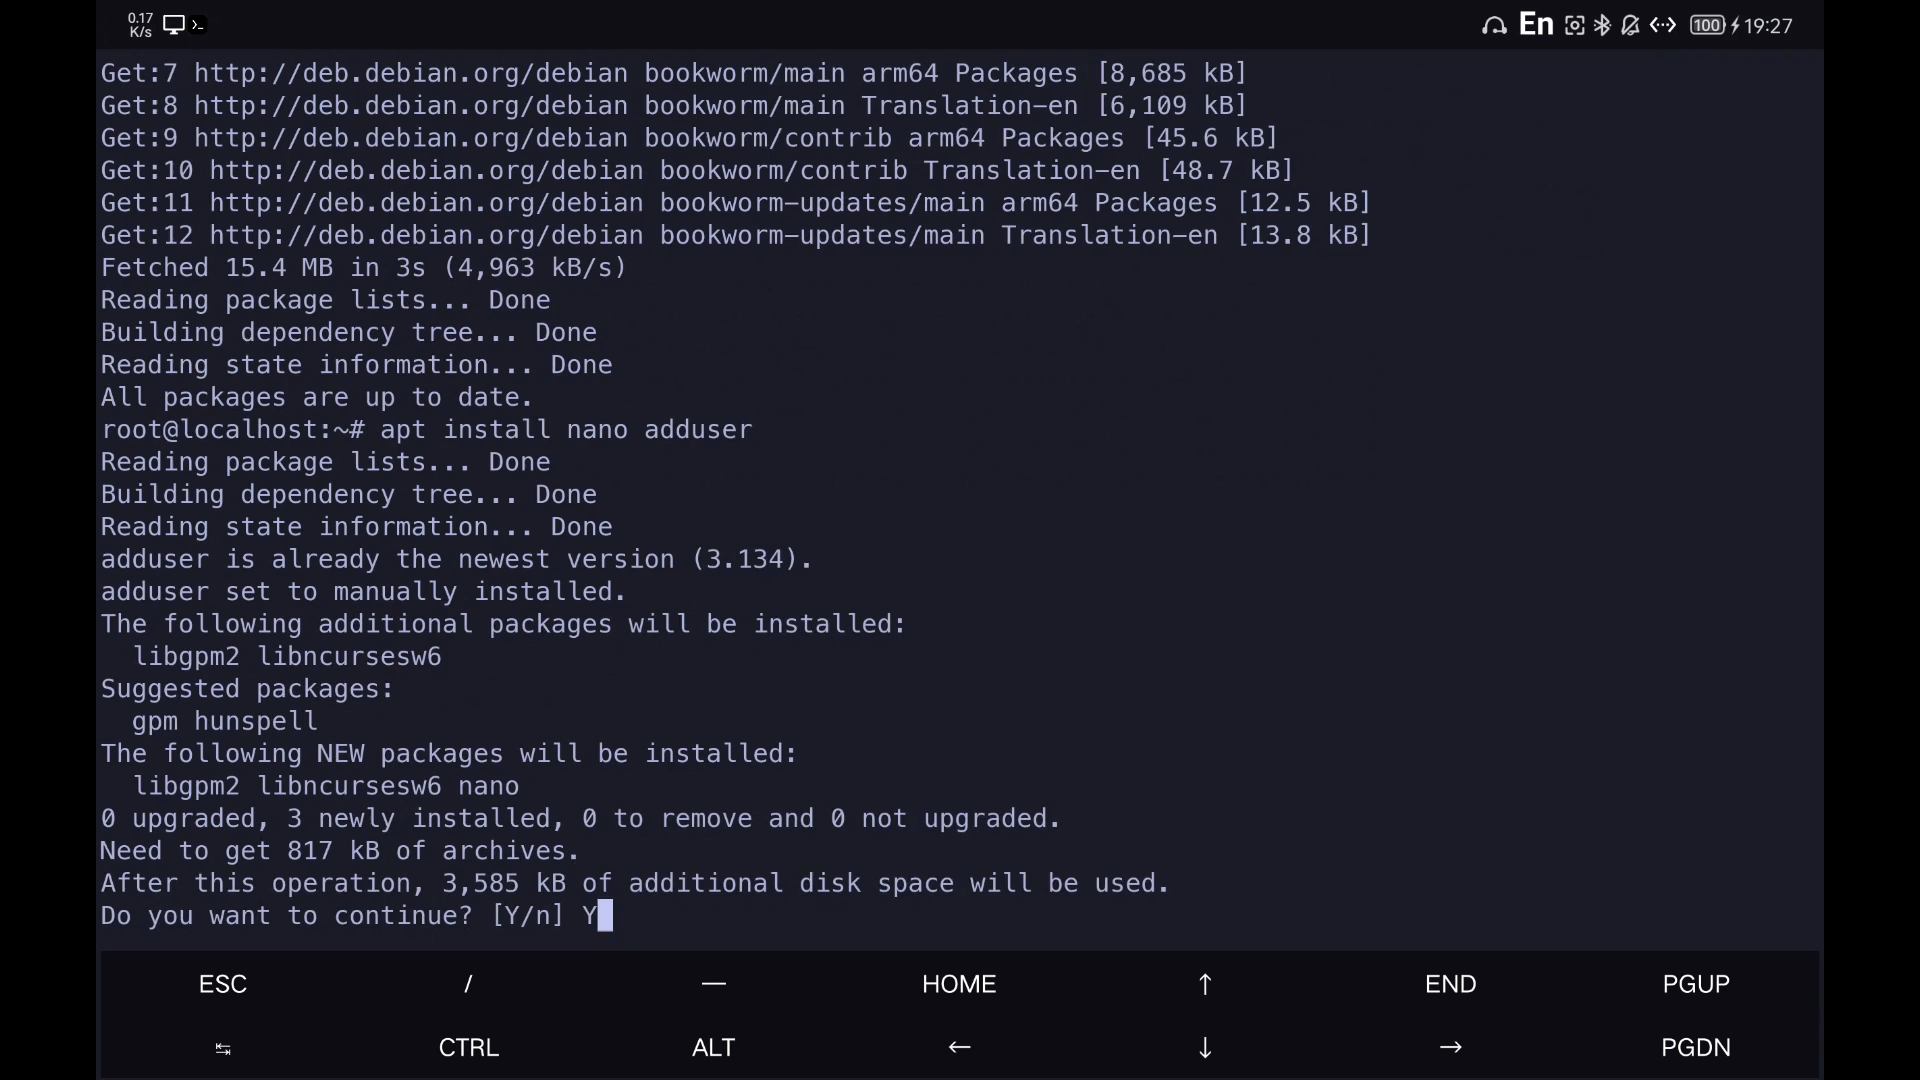 0.17
K/s
>_
En
100
19:27
Get:7 http://deb.debian.org/debian bookworm/main arm64 Packages [8,685 kB]
Get:8 http://deb.debian.org/debian bookworm/main Translation-en [6,109 kB]
Get:9 http://deb.debian.org/debian bookworm/contrib arm64 Packages [45.6 kB]
Get:10 http://deb.debian.org/debian bookworm/contrib Translation-en [48.7 kB]
Get:11 http://deb.debian.org/debian bookworm-updates/main arm64 Packages [12.5 kB]
Get:12 http://deb.debian.org/debian bookworm-updates/main Translation-en [13.8 kB]
Fetched 15.4 MB in 3s (4,963 kB/s)
Reading package lists... Done
Building dependency tree... Done
Reading state information... Done
All packages are up to date.
root@localhost:~# apt install nano adduser
Reading package lists... Done
Building dependency tree... Done
Reading state information... Done
adduser is already the newest version (3.134).
adduser set to manually installed.
The following additional packages will be installed:
  libgpm2 libncursesw6
Suggested packages:
  gpm hunspell
The following NEW packages will be installed:
  libgpm2 libncursesw6 nano
0 upgraded, 3 newly installed, 0 to remove and 0 not upgraded.
Need to get 817 kB of archives.
After this operation, 3,585 kB of additional disk space will be used.
Do you want to continue? [Y/n] Y
ESC / — HOME ↑ END PGUP
↹ CTRL ALT ← ↓ → PGDN